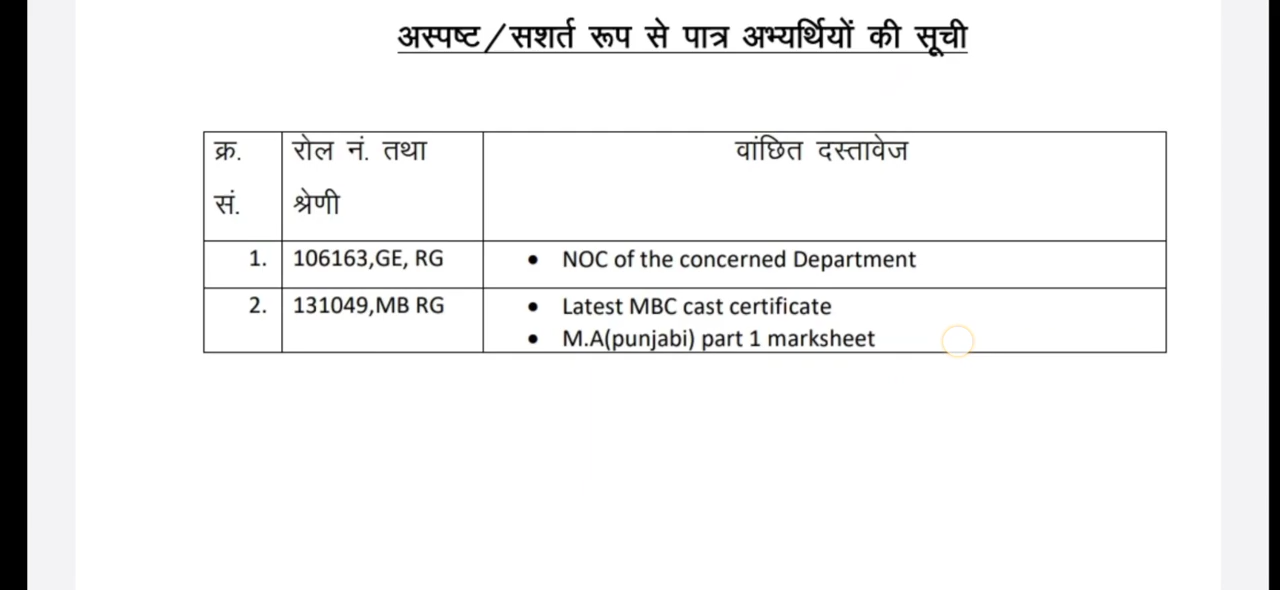 अस्पष्ट/सशर्त रूप से पात्र अभ्यर्थियों की सूची
क्र. सं.
रोल नं. तथा श्रेणी
वांछित दस्तावेज
1. 106163,GE, RG • NOC of the concerned Department
2. 131049,MB RG • Latest MBC cast certificate
• M.A(punjabi) part 1 marksheet